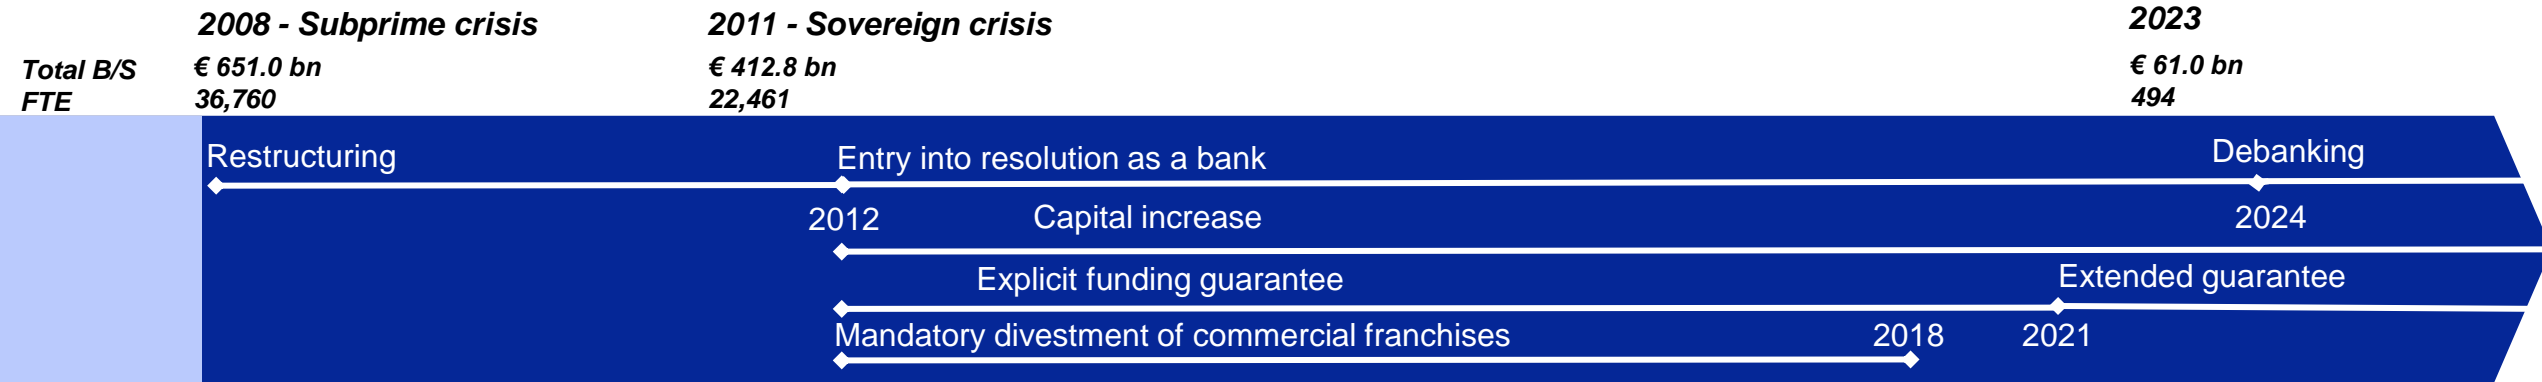 2008 - Subprime crisis 2011 - Sovereign crisis 2023
Total B/S € 651.0 bn € 412.8 bn € 61.0 bn
FTE 36,760 22,461 494
Restructuring Entry into resolution as a bank Debanking
2012 Capital increase 2024
Explicit funding guarantee Extended guarantee
Mandatory divestment of commercial franchises 2018 2021